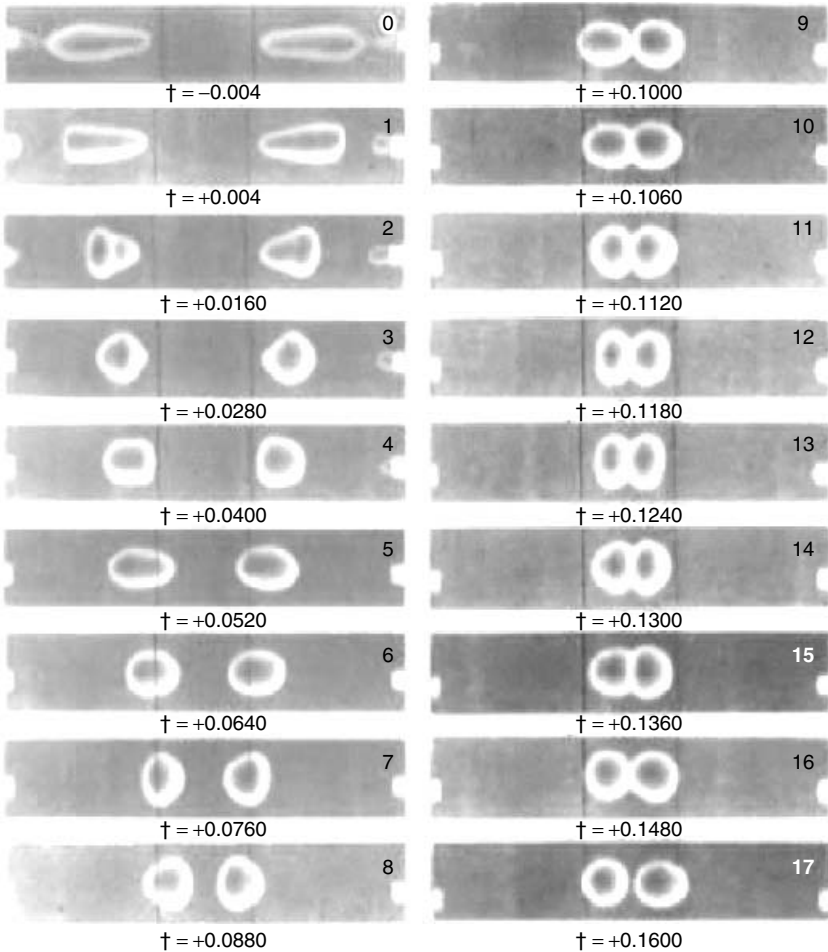 0
† = −0.004
1
† = +0.004
2
† = +0.0160
3
† = +0.0280
4
† = +0.0400
5
† = +0.0520
6
† = +0.0640
7
† = +0.0760
8
† = +0.0880
9
† = +0.1000
10
† = +0.1060
11
† = +0.1120
12
† = +0.1180
13
† = +0.1240
14
† = +0.1300
15
† = +0.1360
16
† = +0.1480
17
† = +0.1600